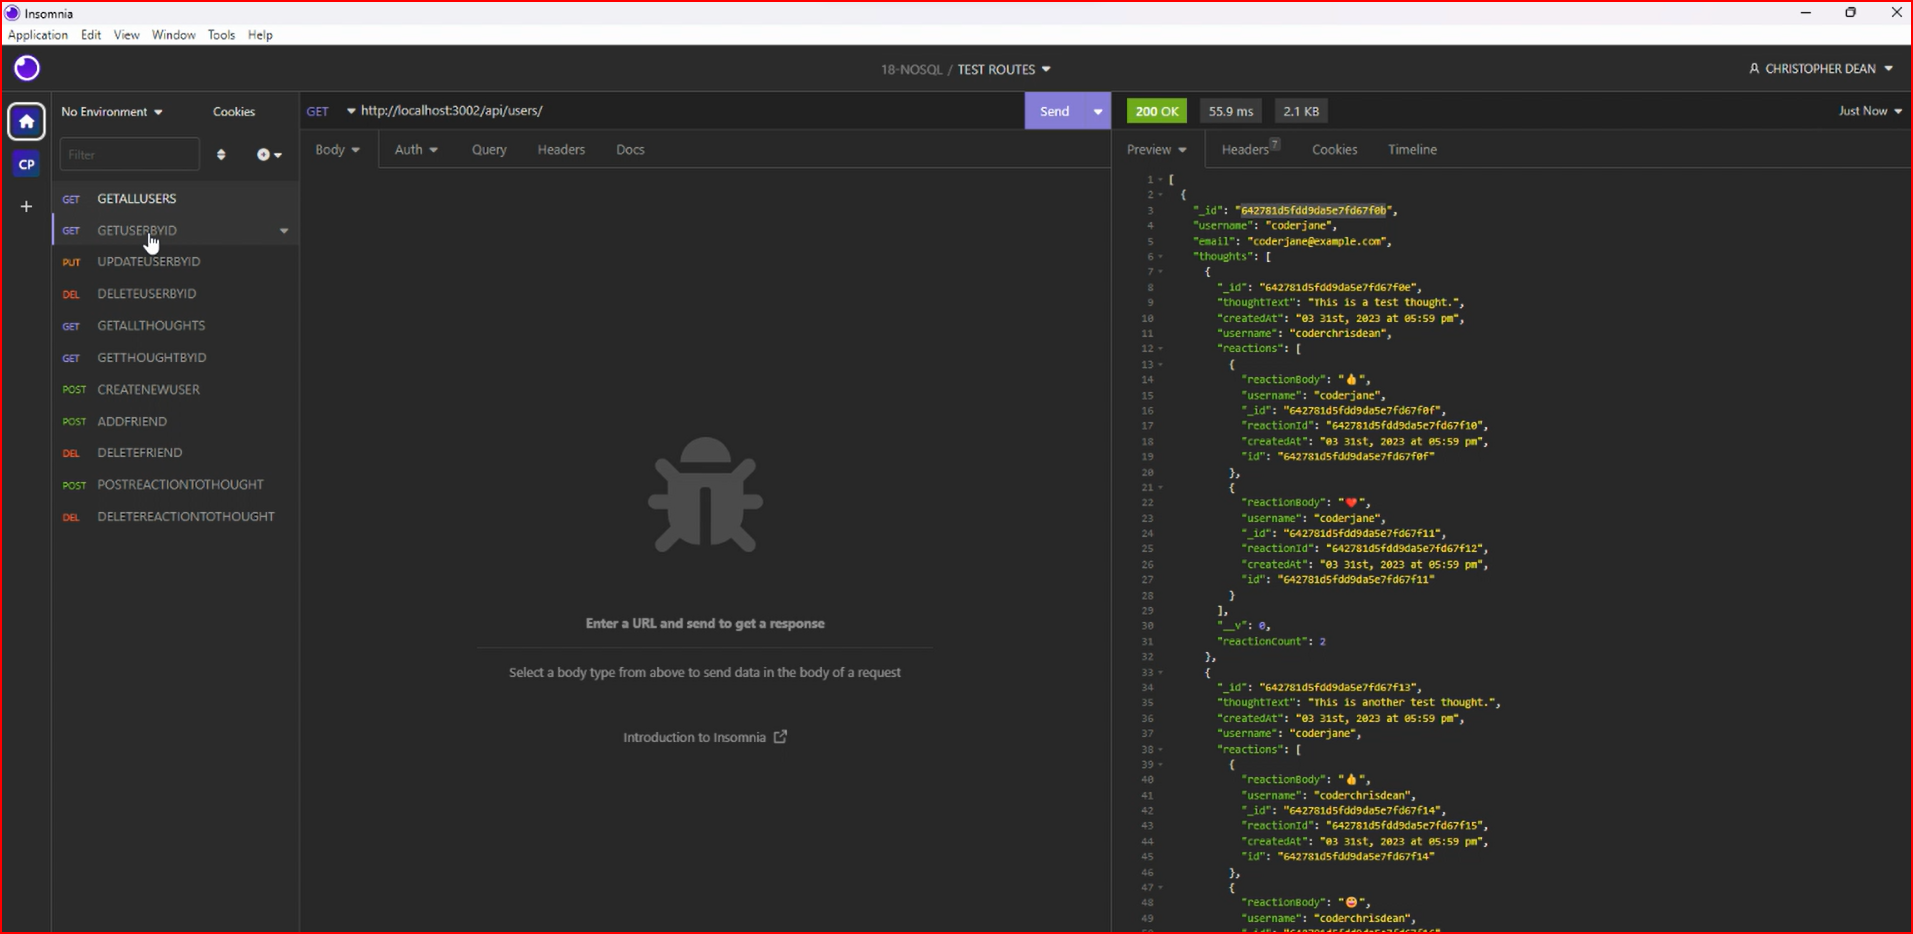 Insomnia
Application Edit View Window Tools Help
18-NOSQL / TEST ROUTES
CHRISTOPHER DEAN
No Environment Cookies
GET http://localhost:3002/api/users/
Send
200 OK 55.9 ms 2.1 KB
Just Now
CP
Filter
Body Auth Query Headers Docs
Preview Headers 7 Cookies Timeline
GET GETALLUSERS
GET GETUSERBYID
PUT UPDATEUSERBYID
DEL DELETEUSERBYID
GET GETALLTHOUGHTS
GET GETTHOUGHTBYID
POST CREATENEWUSER
POST ADDFRIEND
DEL DELETEFRIEND
POST POSTREACTIONTOTHOUGHT
DEL DELETEREACTIONTOTHOUGHT
Enter a URL and send to get a response
Select a body type from above to send data in the body of a request
Introduction to Insomnia
1 [
2 {
3 "_id": "642781d5fdd9da5e7fd67f0b",
4 "username": "coderjane",
5 "email": "coderjane@example.com",
6 "thoughts": [
7 {
8 "_id": "642781d5fdd9da5e7fd67f0e",
9 "thoughtText": "This is a test thought.",
10 "createdAt": "03 31st, 2023 at 05:59 pm",
11 "username": "coderchrisdean",
12 "reactions": [
13 {
14 "reactionBody": "👍",
15 "username": "coderjane",
16 "_id": "642781d5fdd9da5e7fd67f0f",
17 "reactionId": "642781d5fdd9da5e7fd67f10",
18 "createdAt": "03 31st, 2023 at 05:59 pm",
19 "id": "642781d5fdd9da5e7fd67f0f"
20 },
21 {
22 "reactionBody": "❤️",
23 "username": "coderjane",
24 "_id": "642781d5fdd9da5e7fd67f11",
25 "reactionId": "642781d5fdd9da5e7fd67f12",
26 "createdAt": "03 31st, 2023 at 05:59 pm",
27 "id": "642781d5fdd9da5e7fd67f11"
28 }
29 ],
30 "__v": 0,
31 "reactionCount": 2
32 },
33 {
34 "_id": "642781d5fdd9da5e7fd67f13",
35 "thoughtText": "This is another test thought.",
36 "createdAt": "03 31st, 2023 at 05:59 pm",
37 "username": "coderjane",
38 "reactions": [
39 {
40 "reactionBody": "👍",
41 "username": "coderchrisdean",
42 "_id": "642781d5fdd9da5e7fd67f14",
43 "reactionId": "642781d5fdd9da5e7fd67f15",
44 "createdAt": "03 31st, 2023 at 05:59 pm",
45 "id": "642781d5fdd9da5e7fd67f14"
46 },
47 {
48 "reactionBody": "😄",
49 "username": "coderchrisdean",